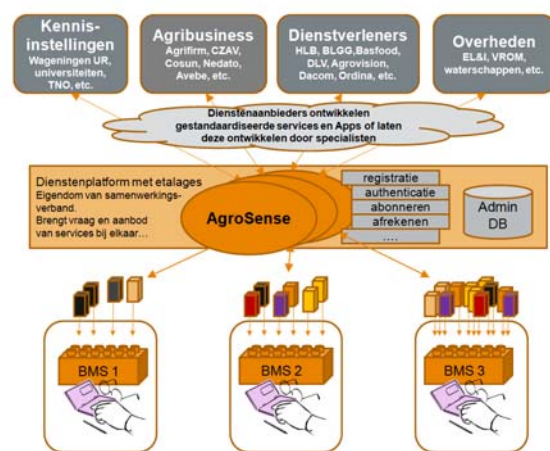 Kennis-
instellingen
Wageningen UR,
universiteiten,
TNO, etc.
Agribusiness
Agrifirm, CZAV,
Cosun, Nedato,
Avebe, etc.
Dienstverleners
HLB, BLGG,Basfood,
DLV, Agrovision,
Dacom, Ordina, etc.
Overheden
EL&I, VROM,
waterschappen, etc.
Dienstenaanbieders ontwikkelen
gestandaardiseerde services en Apps of laten
deze ontwikkelen door specialisten
Dienstenplatform met etalages
Eigendom van samenwerkings-
verband.
Brengt vraag en aanbod
van services bij elkaar…
AgroSense
registratie
authenticatie
abonneren
afrekenen
….
Admin
DB
BMS 1
BMS 2
BMS 3